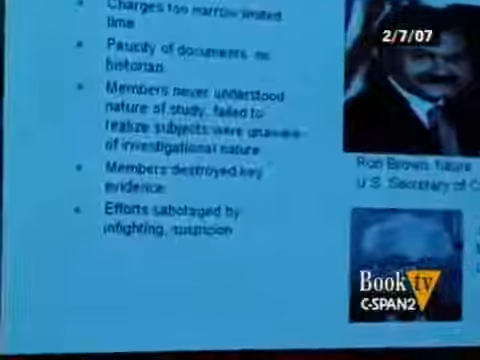 Charges too narrow, limited
time
2/7/07
Paucity of documents, no
historian
Members never understood
nature of study, failed to
realize subjects were unaware
of investigational nature
Members destroyed key
evidence
Ron Brown, future
U.S. Secretary of C
Efforts sabotaged by
infighting, suspicion
Book tv
C-SPAN2